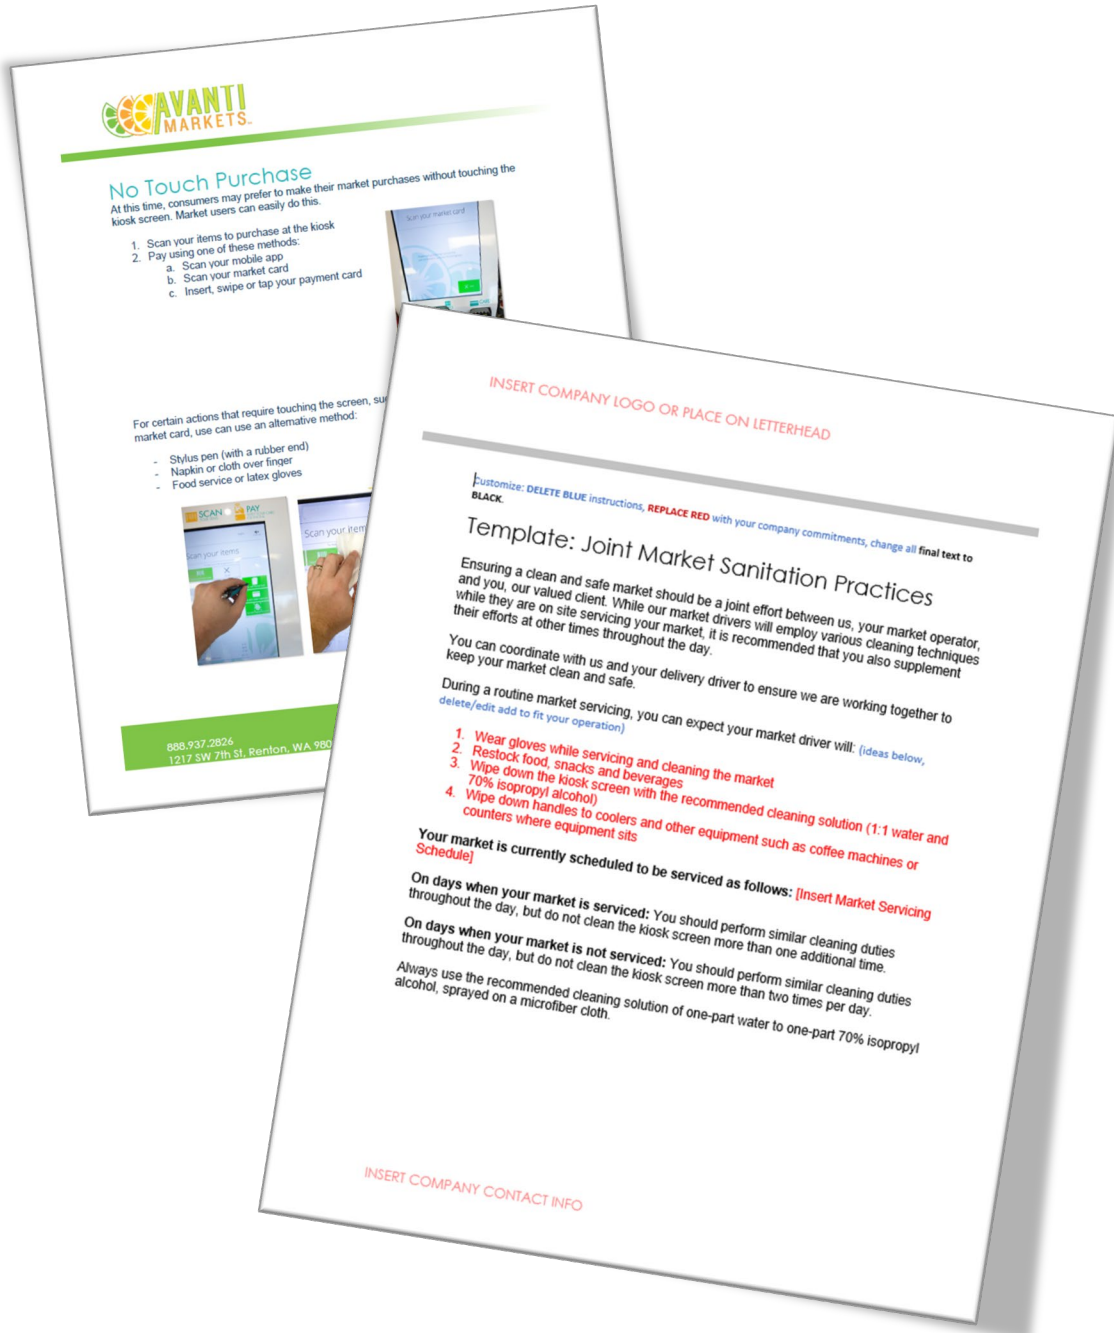 AVANTI
MARKETS
No Touch Purchase
At this time, consumers may prefer to make their market purchases without touching the
kiosk screen. Market users can easily do this.
1. Scan your items to purchase at the kiosk
2. Pay using one of these methods:
a. Scan your mobile app
b. Scan your market card
c. Insert, swipe or tap your payment card
Scan your market card
For certain actions that require touching the screen,
market card, use can use an alternative method:
- Stylus pen (with a rubber end)
- Napkin or cloth over finger
- Food service or latex gloves
SCAN PAY
Scan your items
Scan your item
888.937.2826
1217 SW 7th St, Renton, WA 980
INSERT COMPANY LOGO OR PLACE ON LETTERHEAD
Customize: DELETE BLUE instructions, REPLACE RED with your company commitments, change all final text to
BLACK.
Template: Joint Market Sanitation Practices
Ensuring a clean and safe market should be a joint effort between us, your market operator,
and you, our valued client. While our market drivers will employ various cleaning techniques
while they are on site servicing your market, it is recommended that you also supplement
their efforts at other times throughout the day.
You can coordinate with us and your delivery driver to ensure we are working together to
keep your market clean and safe.
During a routine market servicing, you can expect your market driver will: (ideas below,
delete/edit add to fit your operation)
1. Wear gloves while servicing and cleaning the market
2. Restock food, snacks and beverages
3. Wipe down the kiosk screen with the recommended cleaning solution (1:1 water and
70% isopropyl alcohol)
4. Wipe down handles to coolers and other equipment such as coffee machines or
counters where equipment sits
Your market is currently scheduled to be serviced as follows: [Insert Market Servicing
Schedule]
On days when your market is serviced: You should perform similar cleaning duties
throughout the day, but do not clean the kiosk screen more than one additional time.
On days when your market is not serviced: You should perform similar cleaning duties
throughout the day, but do not clean the kiosk screen more than two times per day.
Always use the recommended cleaning solution of one-part water to one-part 70% isopropyl
alcohol, sprayed on a microfiber cloth.
INSERT COMPANY CONTACT INFO